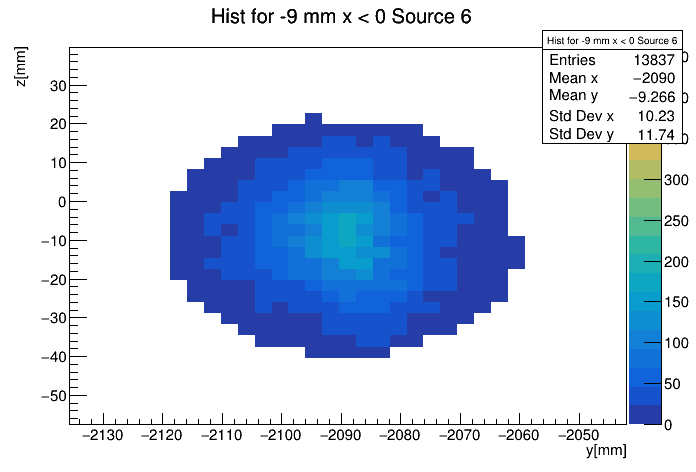 Hist for -9 mm x < 0 Source 6
z[mm]
Hist for -9 mm x < 0 Source 6
Entries 13837
Mean x −2090
Mean y −9.266
Std Dev x 10.23
Std Dev y 11.74
30
20
10
0
−10
−20
−30
−40
−50
300
250
200
150
100
50
0
−2130 −2120 −2110 −2100 −2090 −2080 −2070 −2060 −2050
y[mm]